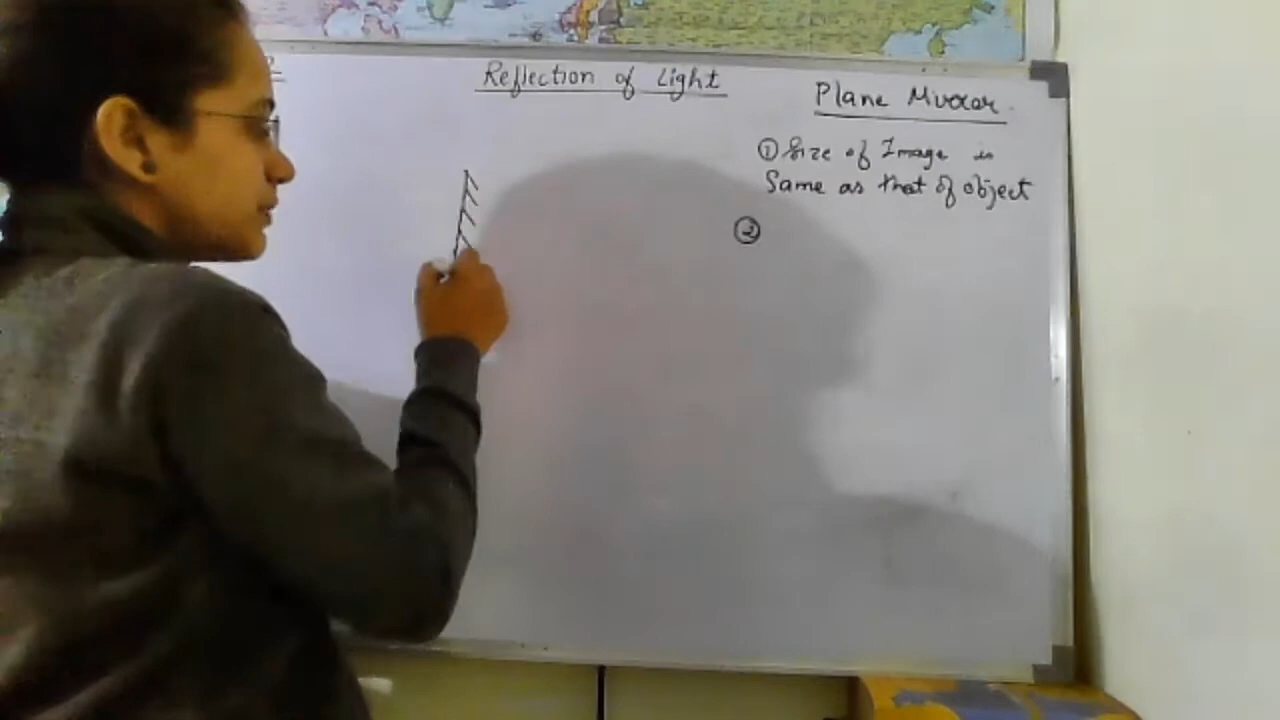 Reflection of Light
Plane Mirror
① Size of Image is
Same as that of object
②